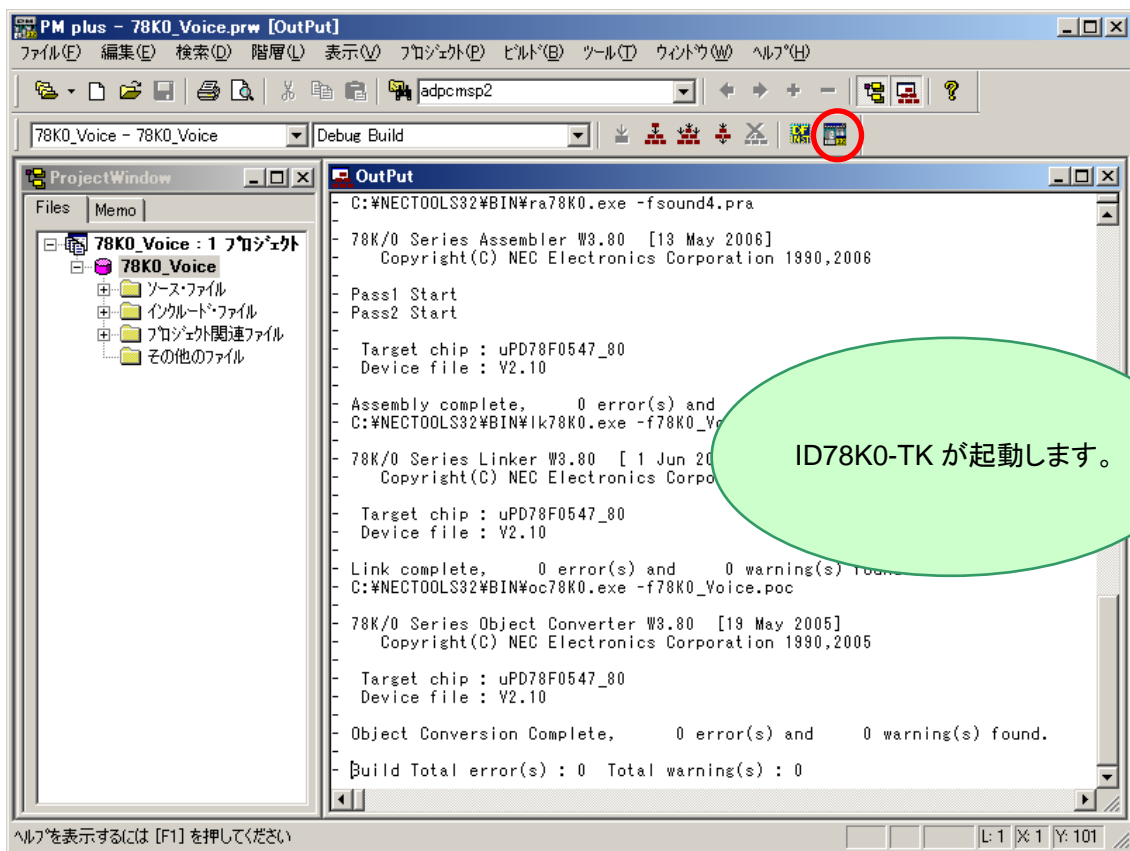 PM plus - 78K0_Voice.prw [OutPut]
ファイル(F) 編集(E) 検索(D) 階層(L) 表示(V) プロジェクト(P) ビルド(B) ツール(T) ウィンドウ(W) ヘルプ(H)
adpcmsp2
78K0_Voice - 78K0_Voice
Debug Build
ProjectWindow
Files
Memo
78K0_Voice : 1 プロジェクト
78K0_Voice
ソース・ファイル
インクルード・ファイル
プロジェクト関連ファイル
その他のファイル
OutPut
- C:¥NECTOOLS32¥BIN¥ra78K0.exe -fsound4.pra
-
- 78K/0 Series Assembler W3.80  [13 May 2006]
-    Copyright(C) NEC Electronics Corporation 1990,2006
-
- Pass1 Start
- Pass2 Start
-
-  Target chip : uPD78F0547_80
-  Device file : V2.10
-
- Assembly complete,     0 error(s) and
- C:¥NECTOOLS32¥BIN¥lk78K0.exe
-
- 78K/0 Series Linker W3.80  [ 1 Jun
-    Copyright(C) NEC Electronics
-
-  Target chip : uPD78F0547_80
-  Device file : V2.10
-
- Link complete,     0 error(s) and     0 warning(s) found.
- C:¥NECTOOLS32¥BIN¥oc78K0.exe -f78K0_Voice.poc
-
- 78K/0 Series Object Converter W3.80  [19 May 2005]
-    Copyright(C) NEC Electronics Corporation 1990,2005
-
-  Target chip : uPD78F0547_80
-  Device file : V2.10
-
- Object Conversion Complete,     0 error(s) and     0 warning(s) found.
-
- Build Total error(s) : 0  Total warning(s) : 0
ID78K0-TK が起動します。
ヘルプを表示するには [F1] を押してください
L: 1 X: 1 Y: 101